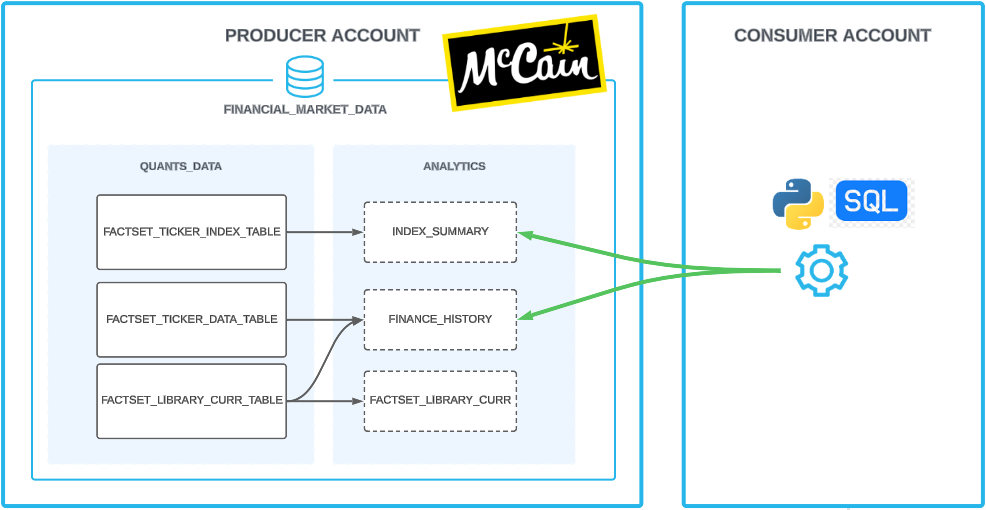 PRODUCER ACCOUNT
McCain
CONSUMER ACCOUNT
FINANCIAL_MARKET_DATA
QUANTS_DATA
ANALYTICS
FACTSET_TICKER_INDEX_TABLE
INDEX_SUMMARY
SQL
FACTSET_TICKER_DATA_TABLE
FINANCE_HISTORY
FACTSET_LIBRARY_CURR_TABLE
FACTSET_LIBRARY_CURR